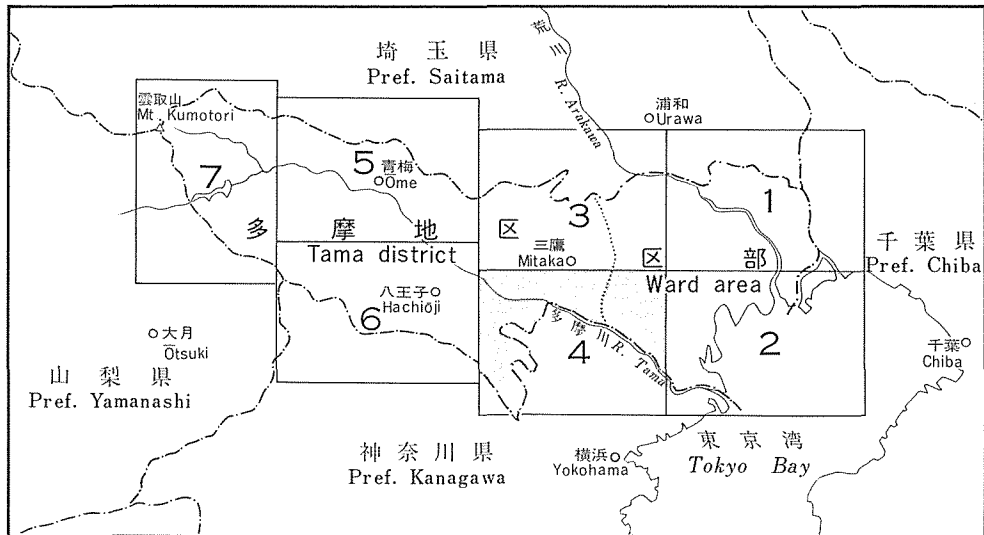 埼玉県
Pref. Saitama
荒川
R. Arakawa
浦和
Urawa
雲取山
Mt. Kumotori
7
5
青梅
Ōme
3
1
多摩地区
Tama district
三鷹
Mitaka
区部
Ward area
千葉県
Pref. Chiba
八王子
Hachiōji
6
多摩川 R. Tama
4
2
千葉
Chiba
大月
Ōtsuki
山梨県
Pref. Yamanashi
神奈川県
Pref. Kanagawa
横浜
Yokohama
東京湾
Tokyo Bay